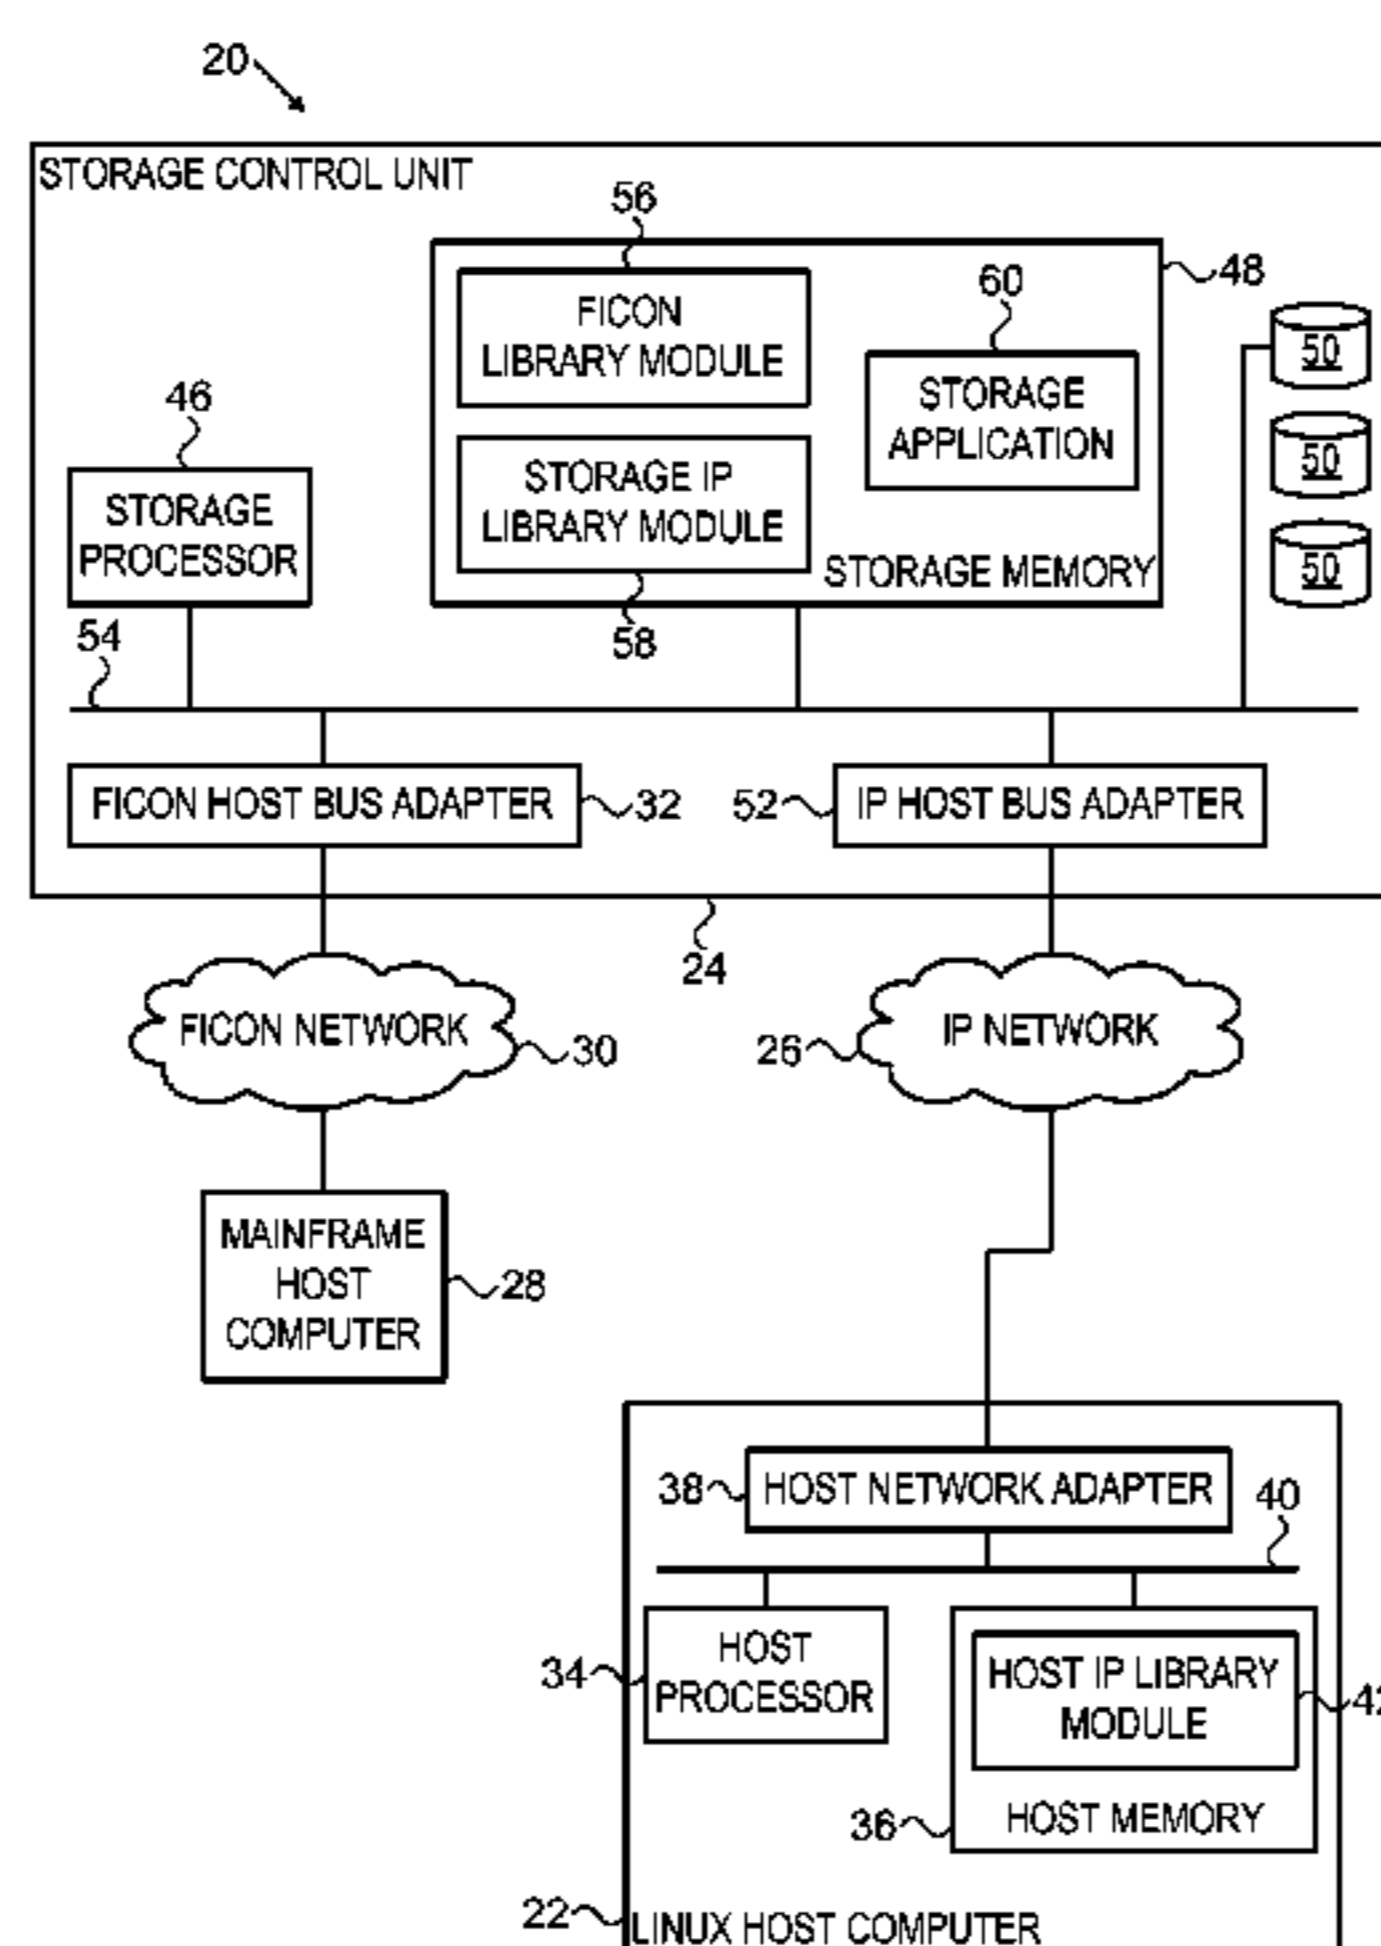 20
STORAGE CONTROL UNIT
56
FICON
LIBRARY MODULE
60
48
STORAGE
APPLICATION
50
50
50
46
STORAGE
PROCESSOR
STORAGE IP
LIBRARY MODULE
STORAGE MEMORY
58
54
FICON HOST BUS ADAPTER
32
52
IP HOST BUS ADAPTER
24
FICON NETWORK
30
26
IP NETWORK
MAINFRAME
HOST
COMPUTER
28
38
HOST NETWORK ADAPTER
40
34
HOST
PROCESSOR
HOST IP LIBRARY
MODULE
36
HOST MEMORY
22
LINUX HOST COMPUTER